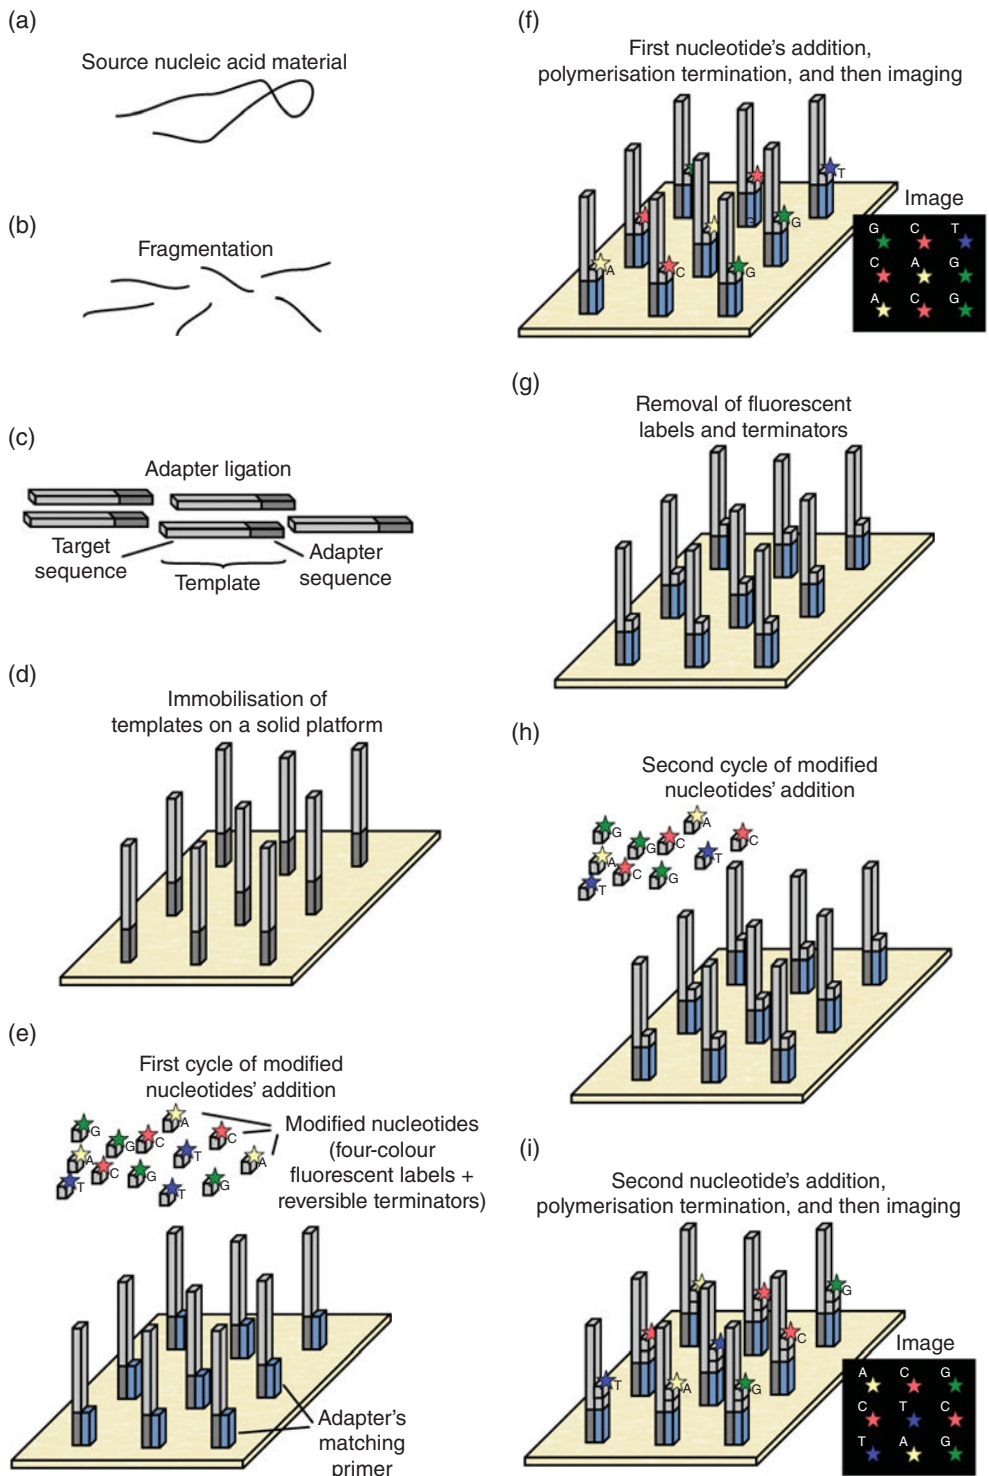 (a)
Source nucleic acid material
(b)
Fragmentation
(c)
Adapter ligation
Target
sequence
Template
Adapter
sequence
(d)
Immobilisation of
templates on a solid platform
(e)
First cycle of modified
nucleotides' addition
A
G
G
C
C
T
A
A
C
G
T
T
G
Modified nucleotides
(four-colour
fluorescent labels +
reversible terminators)
Adapter's
matching
primer
(f)
First nucleotide's addition,
polymerisation termination, and then imaging
T
G
G
A
C
G
Image
G C T
C A G
A C G
(g)
Removal of fluorescent
labels and terminators
(h)
Second cycle of modified
nucleotides' addition
A
G
G
C
C
A
T
C
G
T
(i)
Second nucleotide's addition,
polymerisation termination, and then imaging
G
C
T
A
G
Image
A C G
C T C
T A G